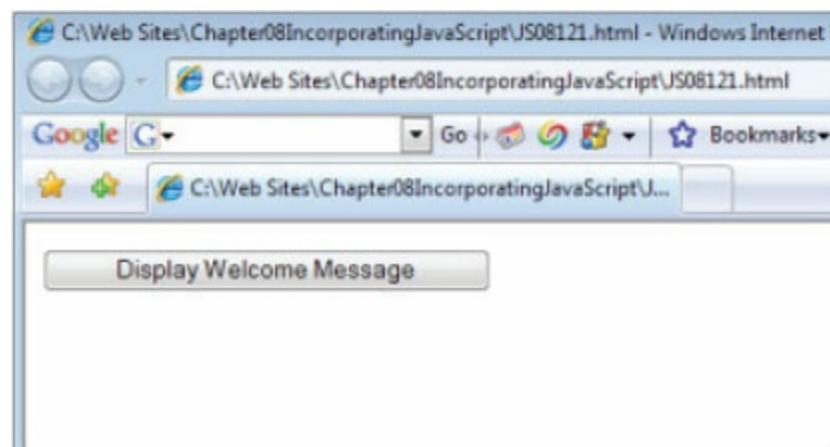 C:\Web Sites\Chapter08IncorporatingJavaScript\JS08121.html - Windows Internet
C:\Web Sites\Chapter08IncorporatingJavaScript\JS08121.html
Google G Go Bookmarks
C:\Web Sites\Chapter08IncorporatingJavaScript\J...
Display Welcome Message